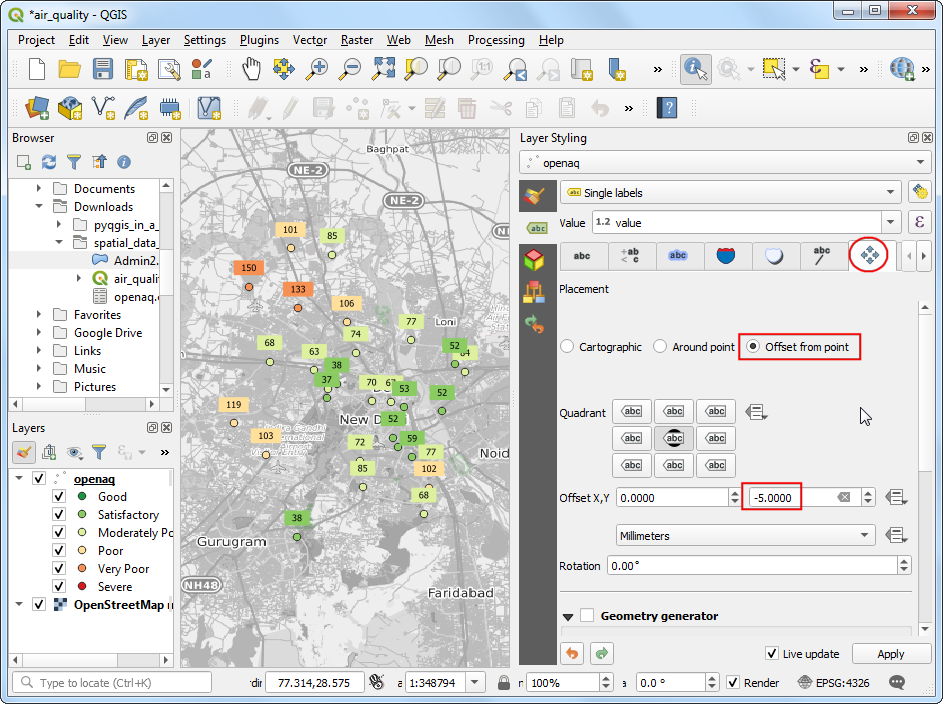 *air_quality - QGIS
Project Edit View Layer Settings Plugins Vector Raster Web Mesh Processing Help
Browser
Documents
Downloads
pyqgis_in_a_
spatial_data_
Admin2.
air_quality
openaq.
Favorites
Google Drive
Links
Music
Pictures
Layers
openaq
Good
Satisfactory
Moderately Po
Poor
Very Poor
Severe
OpenStreetMap
Baghpat
NE-2
NE-2
101
85
150
133
106
77
Loni
74
68
63
52
38
37
70
53
52
119
52
New D
103
72
59
77
Noid
85
102
68
38
Gurugram
NH48
Faridabad
Layer Styling
openaq
Single labels
Value 1.2 value
abc
+ab
< c
abc
abc
Placement
Cartographic Around point Offset from point
Quadrant abc abc abc
abc abc abc
abc abc abc
Offset X,Y 0.0000 -5.0000
Millimeters
Rotation 0.00°
Geometry generator
Live update Apply
Type to locate (Ctrl+K) 77.314,28.575 1:348794 100% 0.0 ° Render EPSG:4326